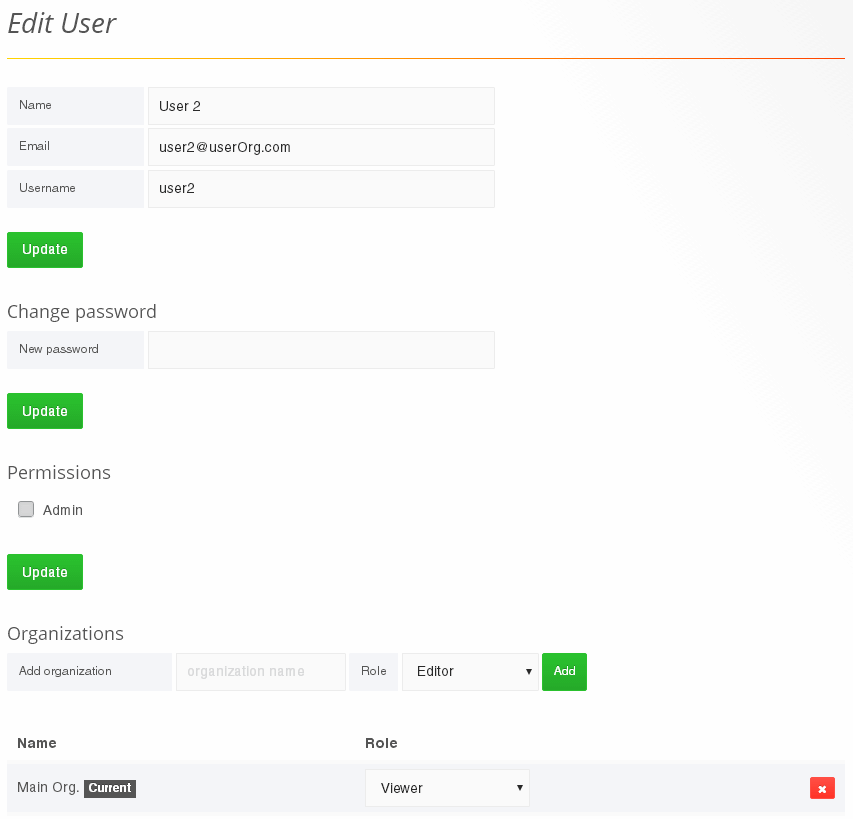 Edit User
Name User 2
Email user2@userOrg.com
Username user2
Update
Change password
New password
Update
Permissions
Admin
Update
Organizations
Add organization organization name Role Editor Add
Name Role
Main Org. Current Viewer